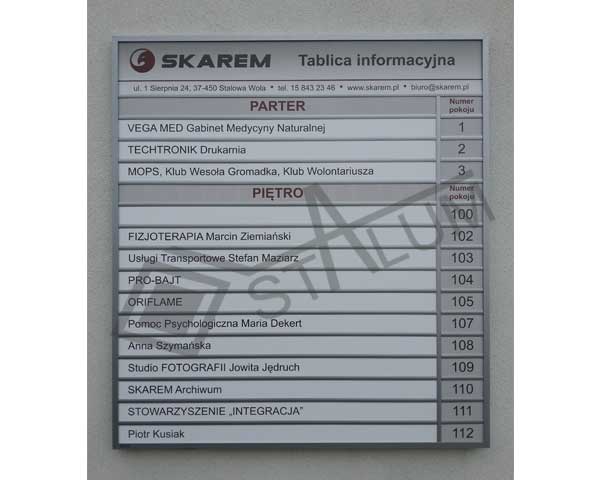 SKAREM Tablica informacyjna
ul. 1 Sierpnia 24, 37-450 Stalowa Wola • tel. 15 843 23 46 • www.skarem.pl • biuro@skarem.pl
PARTER Numer pokoju
VEGA MED Gabinet Medycyny Naturalnej 1
TECHTRONIK Drukarnia 2
MOPS, Klub Wesoła Gromadka, Klub Wolontariusza 3
PIĘTRO Numer pokoju
100
FIZJOTERAPIA Marcin Ziemiański 102
Usługi Transportowe Stefan Maziarz 103
PRO-BAJT 104
ORIFLAME 105
Pomoc Psychologiczna Maria Dekert 107
Anna Szymańska 108
Studio FOTOGRAFII Jowita Jędruch 109
SKAREM Archiwum 110
STOWARZYSZENIE „INTEGRACJA” 111
Piotr Kusiak 112
STALUM